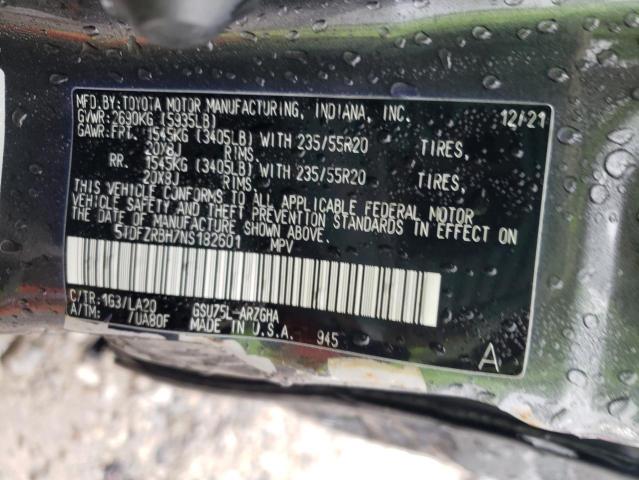 MFD.BY:TOYOTA MOTOR MANUFACTURING, INDIANA, INC. 12/21
GVWR:2690KG (5935LB)
GAWR:FRT. 1545KG (3405LB) WITH 235/55R20 TIRES,
20X8J RIMS.
RR. 1545KG (3405LB) WITH 235/55R20 TIRES,
20X8J RIMS.
THIS VEHICLE CONFORMS TO ALL APPLICABLE FEDERAL MOTOR
VEHICLE SAFETY AND THEFT PREVENTION STANDARDS IN EFFECT ON
THE DATE OF MANUFACTURE SHOWN ABOVE.
5TDFZRBH7NS182601 MPV
C/TR:1G3/LA20 GSU75L-ARZGHA
A/TM: /UA80F MADE IN U.S.A. 945
A